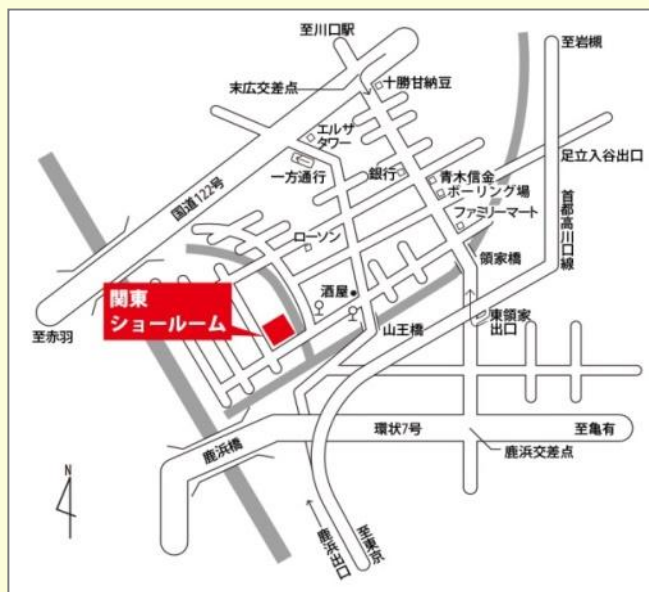 至川口駅
至岩槻
末広交差点
十勝甘納豆
エルザ
タワー
足立入谷出口
一方通行
銀行
青木信金
ボーリング場
国道122号
ファミリーマート
首都高川口線
ローソン
領家橋
関東
ショールーム
酒屋
山王橋
東領家
出口
至赤羽
環状7号
至亀有
鹿浜橋
鹿浜交差点
N
鹿浜出口
至東京